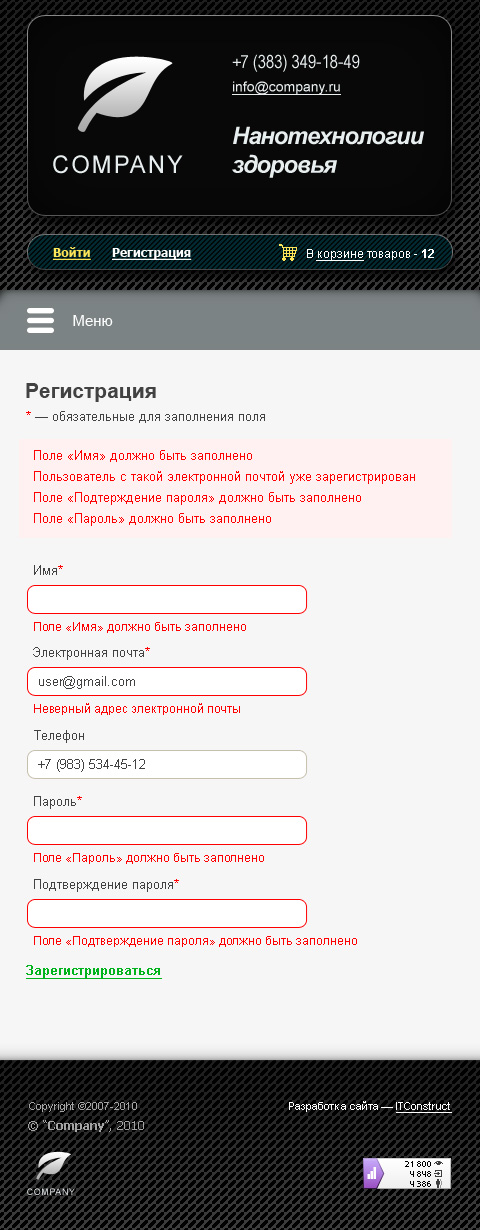 COMPANY
+7 (383) 349-18-49
info@company.ru
Нанотехнологии
здоровья
Войти Регистрация В корзине товаров - 12
Меню
Регистрация
* — обязательные для заполнения поля
Поле «Имя» должно быть заполнено
Пользователь с такой электронной почтой уже зарегистрирован
Поле «Подтерждение пароля» должно быть заполнено
Поле «Пароль» должно быть заполнено
Имя*
Поле «Имя» должно быть заполнено
Электронная почта*
user@gmail.com
Неверный адрес электронной почты
Телефон
+7 (983) 534-45-12
Пароль*
Поле «Пароль» должно быть заполнено
Подтверждение пароля*
Поле «Подтверждение пароля» должно быть заполнено
Зарегистрироваться
Copyright ©2007-2010
© “Company”, 2010
Разработка сайта — ITConstruct
COMPANY
21 800
4 848
4 386